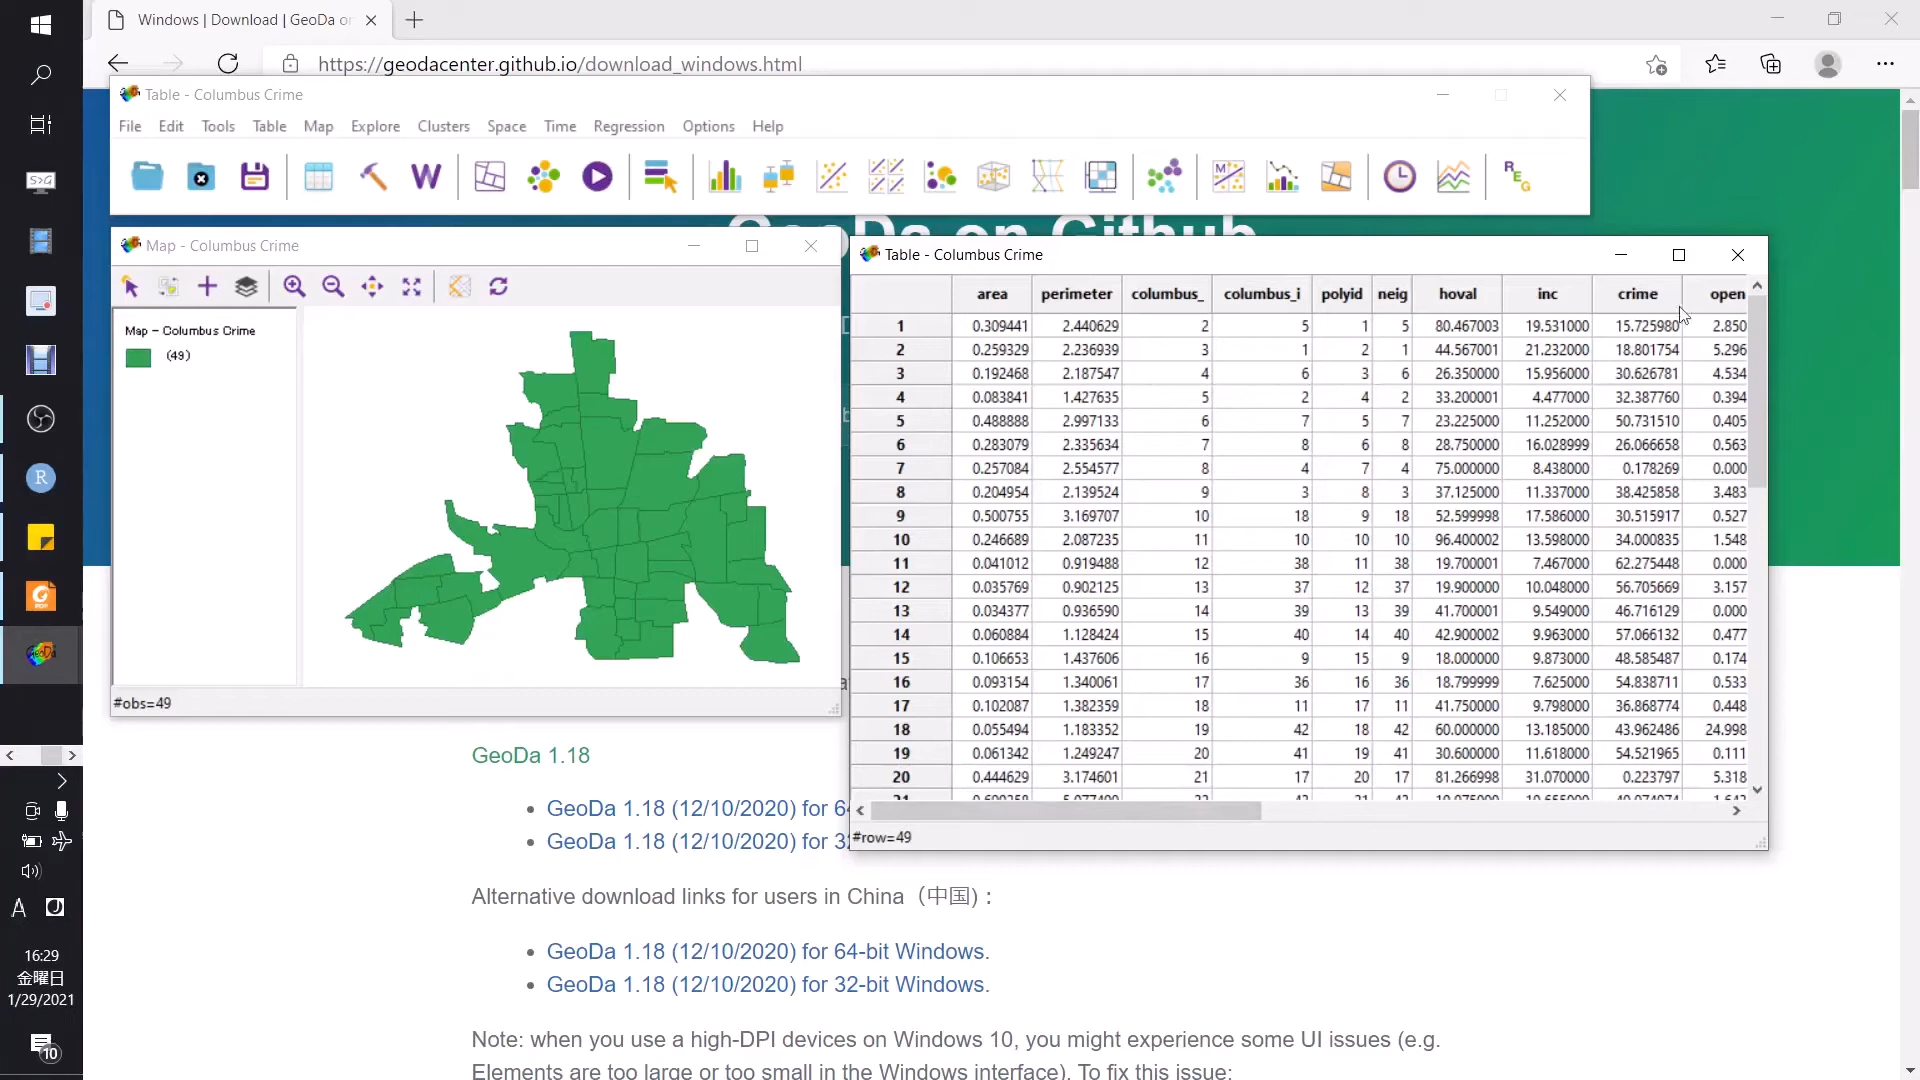 Windows | Download | GeoDa on
https://geodacenter.github.io/download_windows.html
Table - Columbus Crime
File Edit Tools Table Map Explore Clusters Space Time Regression Options Help
W
M
REG
GeoDa on Github
Map - Columbus Crime
Map - Columbus Crime
(49)
#obs=49
Table - Columbus Crime
area perimeter columbus_ columbus_i polyid neig hoval inc crime open
1 0.309441 2.440629 2 5 1 5 80.467003 19.531000 15.725980 2.850
2 0.259329 2.236939 3 1 2 1 44.567001 21.232000 18.801754 5.296
3 0.192468 2.187547 4 6 3 6 26.350000 15.956000 30.626781 4.534
4 0.083841 1.427635 5 2 4 2 33.200001 4.477000 32.387760 0.394
5 0.488888 2.997133 6 7 5 7 23.225000 11.252000 50.731510 0.405
6 0.283079 2.335634 7 8 6 8 28.750000 16.028999 26.066658 0.563
7 0.257084 2.554577 8 4 7 4 75.000000 8.438000 0.178269 0.000
8 0.204954 2.139524 9 3 8 3 37.125000 11.337000 38.425858 3.483
9 0.500755 3.169707 10 18 9 18 52.599998 17.586000 30.515917 0.527
10 0.246689 2.087235 11 10 10 10 96.400002 13.598000 34.000835 1.548
11 0.041012 0.919488 12 38 11 38 19.700001 7.467000 62.275448 0.000
12 0.035769 0.902125 13 37 12 37 19.900000 10.048000 56.705669 3.157
13 0.034377 0.936590 14 39 13 39 41.700001 9.549000 46.716129 0.000
14 0.060884 1.128424 15 40 14 40 42.900002 9.963000 57.066132 0.477
15 0.106653 1.437606 16 9 15 9 18.000000 9.873000 48.585487 0.174
16 0.093154 1.340061 17 36 16 36 18.799999 7.625000 54.838711 0.533
17 0.102087 1.382359 18 11 17 11 41.750000 9.798000 36.868774 0.448
18 0.055494 1.183352 19 42 18 42 60.000000 13.185000 43.962486 24.998
19 0.061342 1.249247 20 41 19 41 30.600000 11.618000 54.521965 0.111
20 0.444629 3.174601 21 17 20 17 81.266998 31.070000 0.223797 5.318
#row=49
GeoDa 1.18
GeoDa 1.18 (12/10/2020) for 64
GeoDa 1.18 (12/10/2020) for 32
Alternative download links for users in China（中国) :
GeoDa 1.18 (12/10/2020) for 64-bit Windows.
GeoDa 1.18 (12/10/2020) for 32-bit Windows.
Note: when you use a high-DPI devices on Windows 10, you might experience some UI issues (e.g.
Elements are too large or too small in the Windows interface). To fix this issue:
R
PDF
GeoDa
A
16:29
金曜日
1/29/2021
10